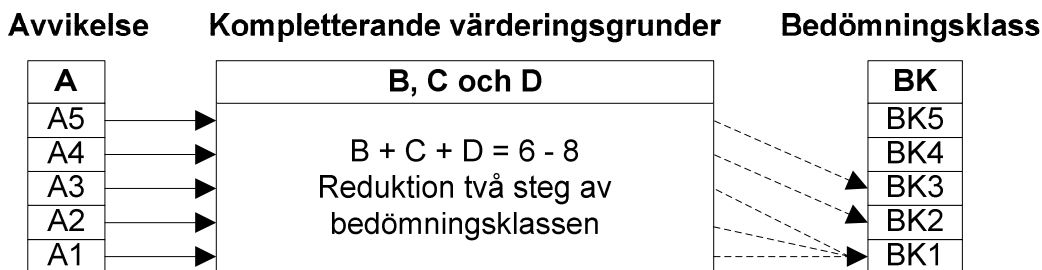 Avvikelse Kompletterande värderingsgrunder Bedömningsklass
A B, C och D BK
A5 BK5
A4 B + C + D = 6 - 8 BK4
A3 Reduktion två steg av BK3
A2 bedömningsklassen BK2
A1 BK1